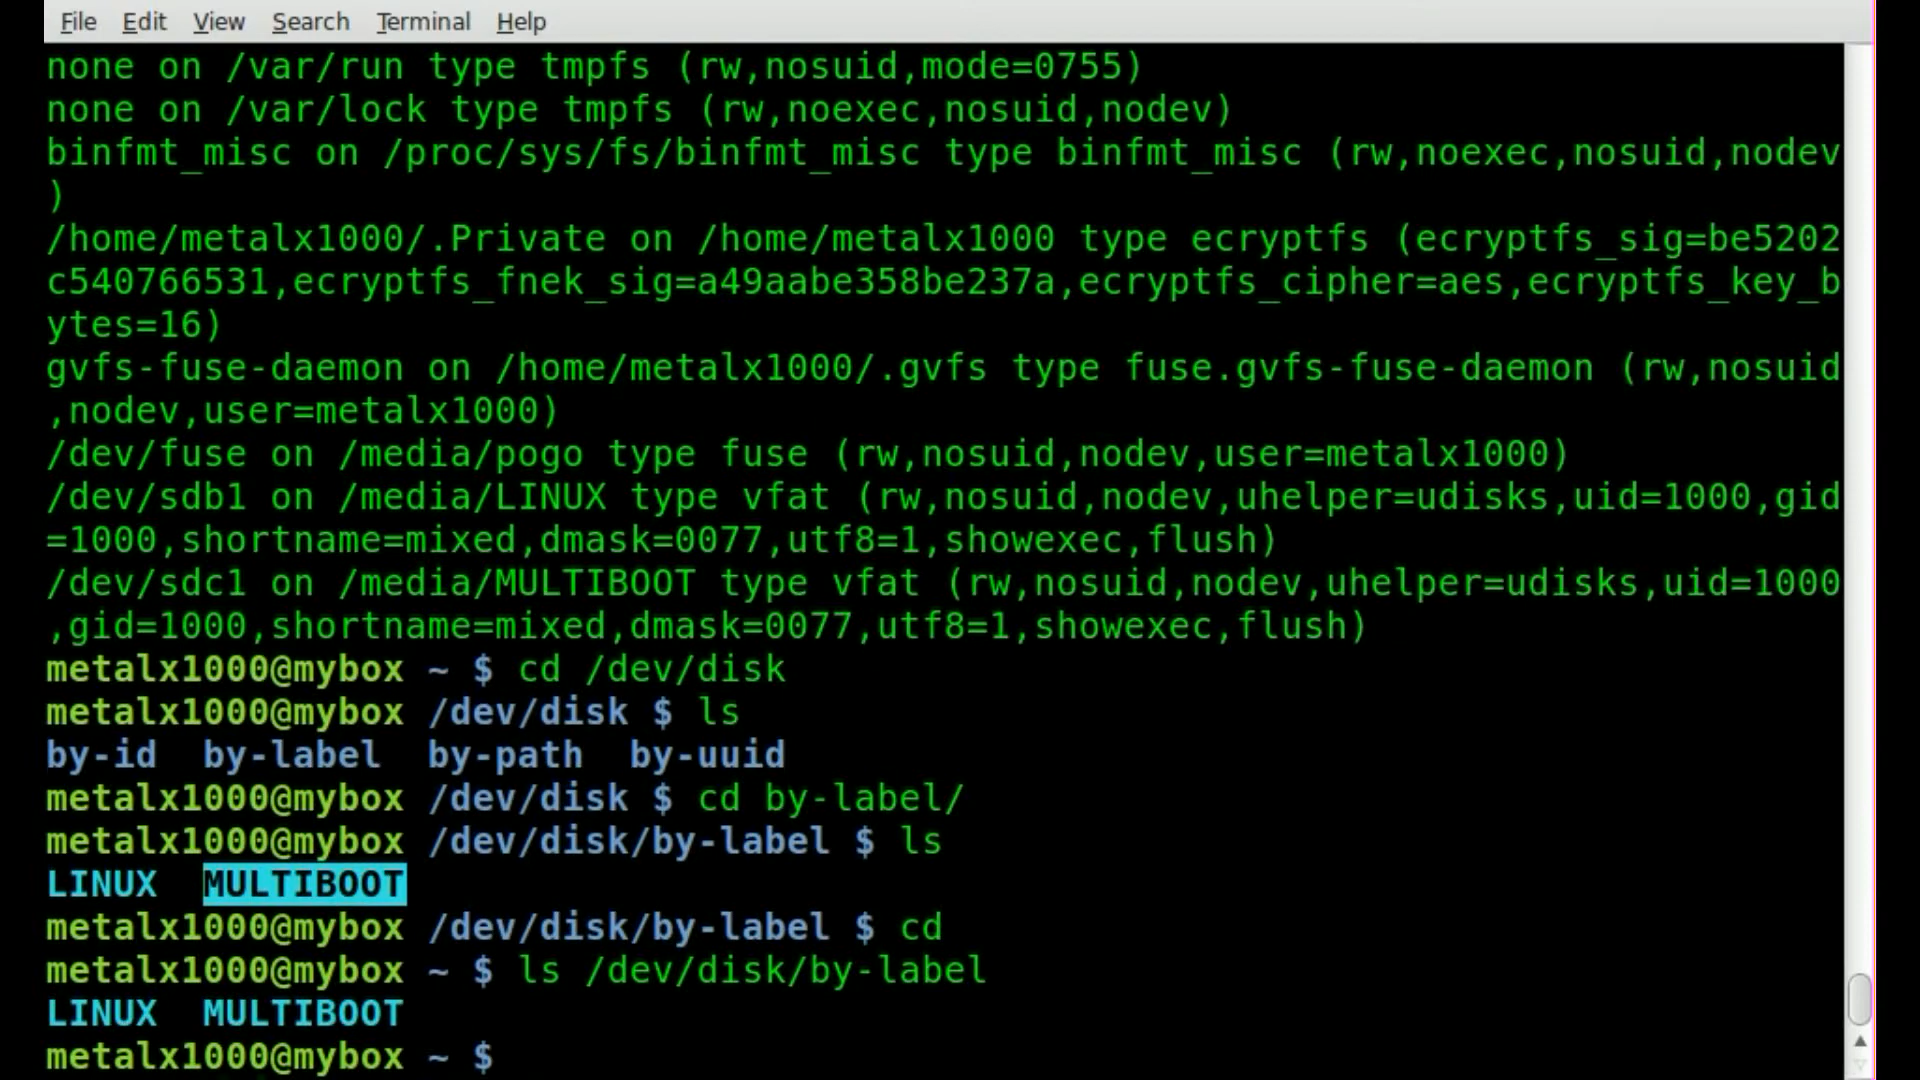 File Edit View Search Terminal Help
none on /var/run type tmpfs (rw,nosuid,mode=0755)
none on /var/lock type tmpfs (rw,noexec,nosuid,nodev)
binfmt_misc on /proc/sys/fs/binfmt_misc type binfmt_misc (rw,noexec,nosuid,nodev
)
/home/metalx1000/.Private on /home/metalx1000 type ecryptfs (ecryptfs_sig=be5202
c540766531,ecryptfs_fnek_sig=a49aabe358be237a,ecryptfs_cipher=aes,ecryptfs_key_b
ytes=16)
gvfs-fuse-daemon on /home/metalx1000/.gvfs type fuse.gvfs-fuse-daemon (rw,nosuid
,nodev,user=metalx1000)
/dev/fuse on /media/pogo type fuse (rw,nosuid,nodev,user=metalx1000)
/dev/sdb1 on /media/LINUX type vfat (rw,nosuid,nodev,uhelper=udisks,uid=1000,gid
=1000,shortname=mixed,dmask=0077,utf8=1,showexec,flush)
/dev/sdc1 on /media/MULTIBOOT type vfat (rw,nosuid,nodev,uhelper=udisks,uid=1000
,gid=1000,shortname=mixed,dmask=0077,utf8=1,showexec,flush)
metalx1000@mybox ~ $ cd /dev/disk
metalx1000@mybox /dev/disk $ ls
by-id  by-label  by-path  by-uuid
metalx1000@mybox /dev/disk $ cd by-label/
metalx1000@mybox /dev/disk/by-label $ ls
LINUX  MULTIBOOT
metalx1000@mybox /dev/disk/by-label $ cd
metalx1000@mybox ~ $ ls /dev/disk/by-label
LINUX  MULTIBOOT
metalx1000@mybox ~ $